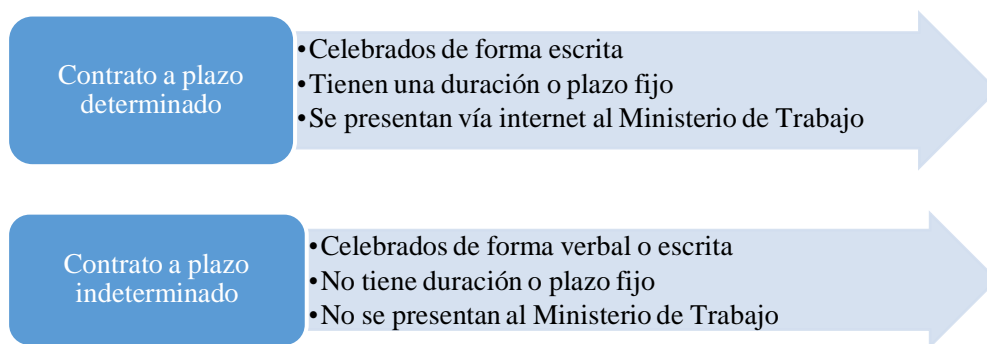 Contrato a plazo
determinado
•Celebrados de forma escrita
•Tienen una duración o plazo fijo
•Se presentan vía internet al Ministerio de Trabajo
Contrato a plazo
indeterminado
•Celebrados de forma verbal o escrita
•No tiene duración o plazo fijo
•No se presentan al Ministerio de Trabajo